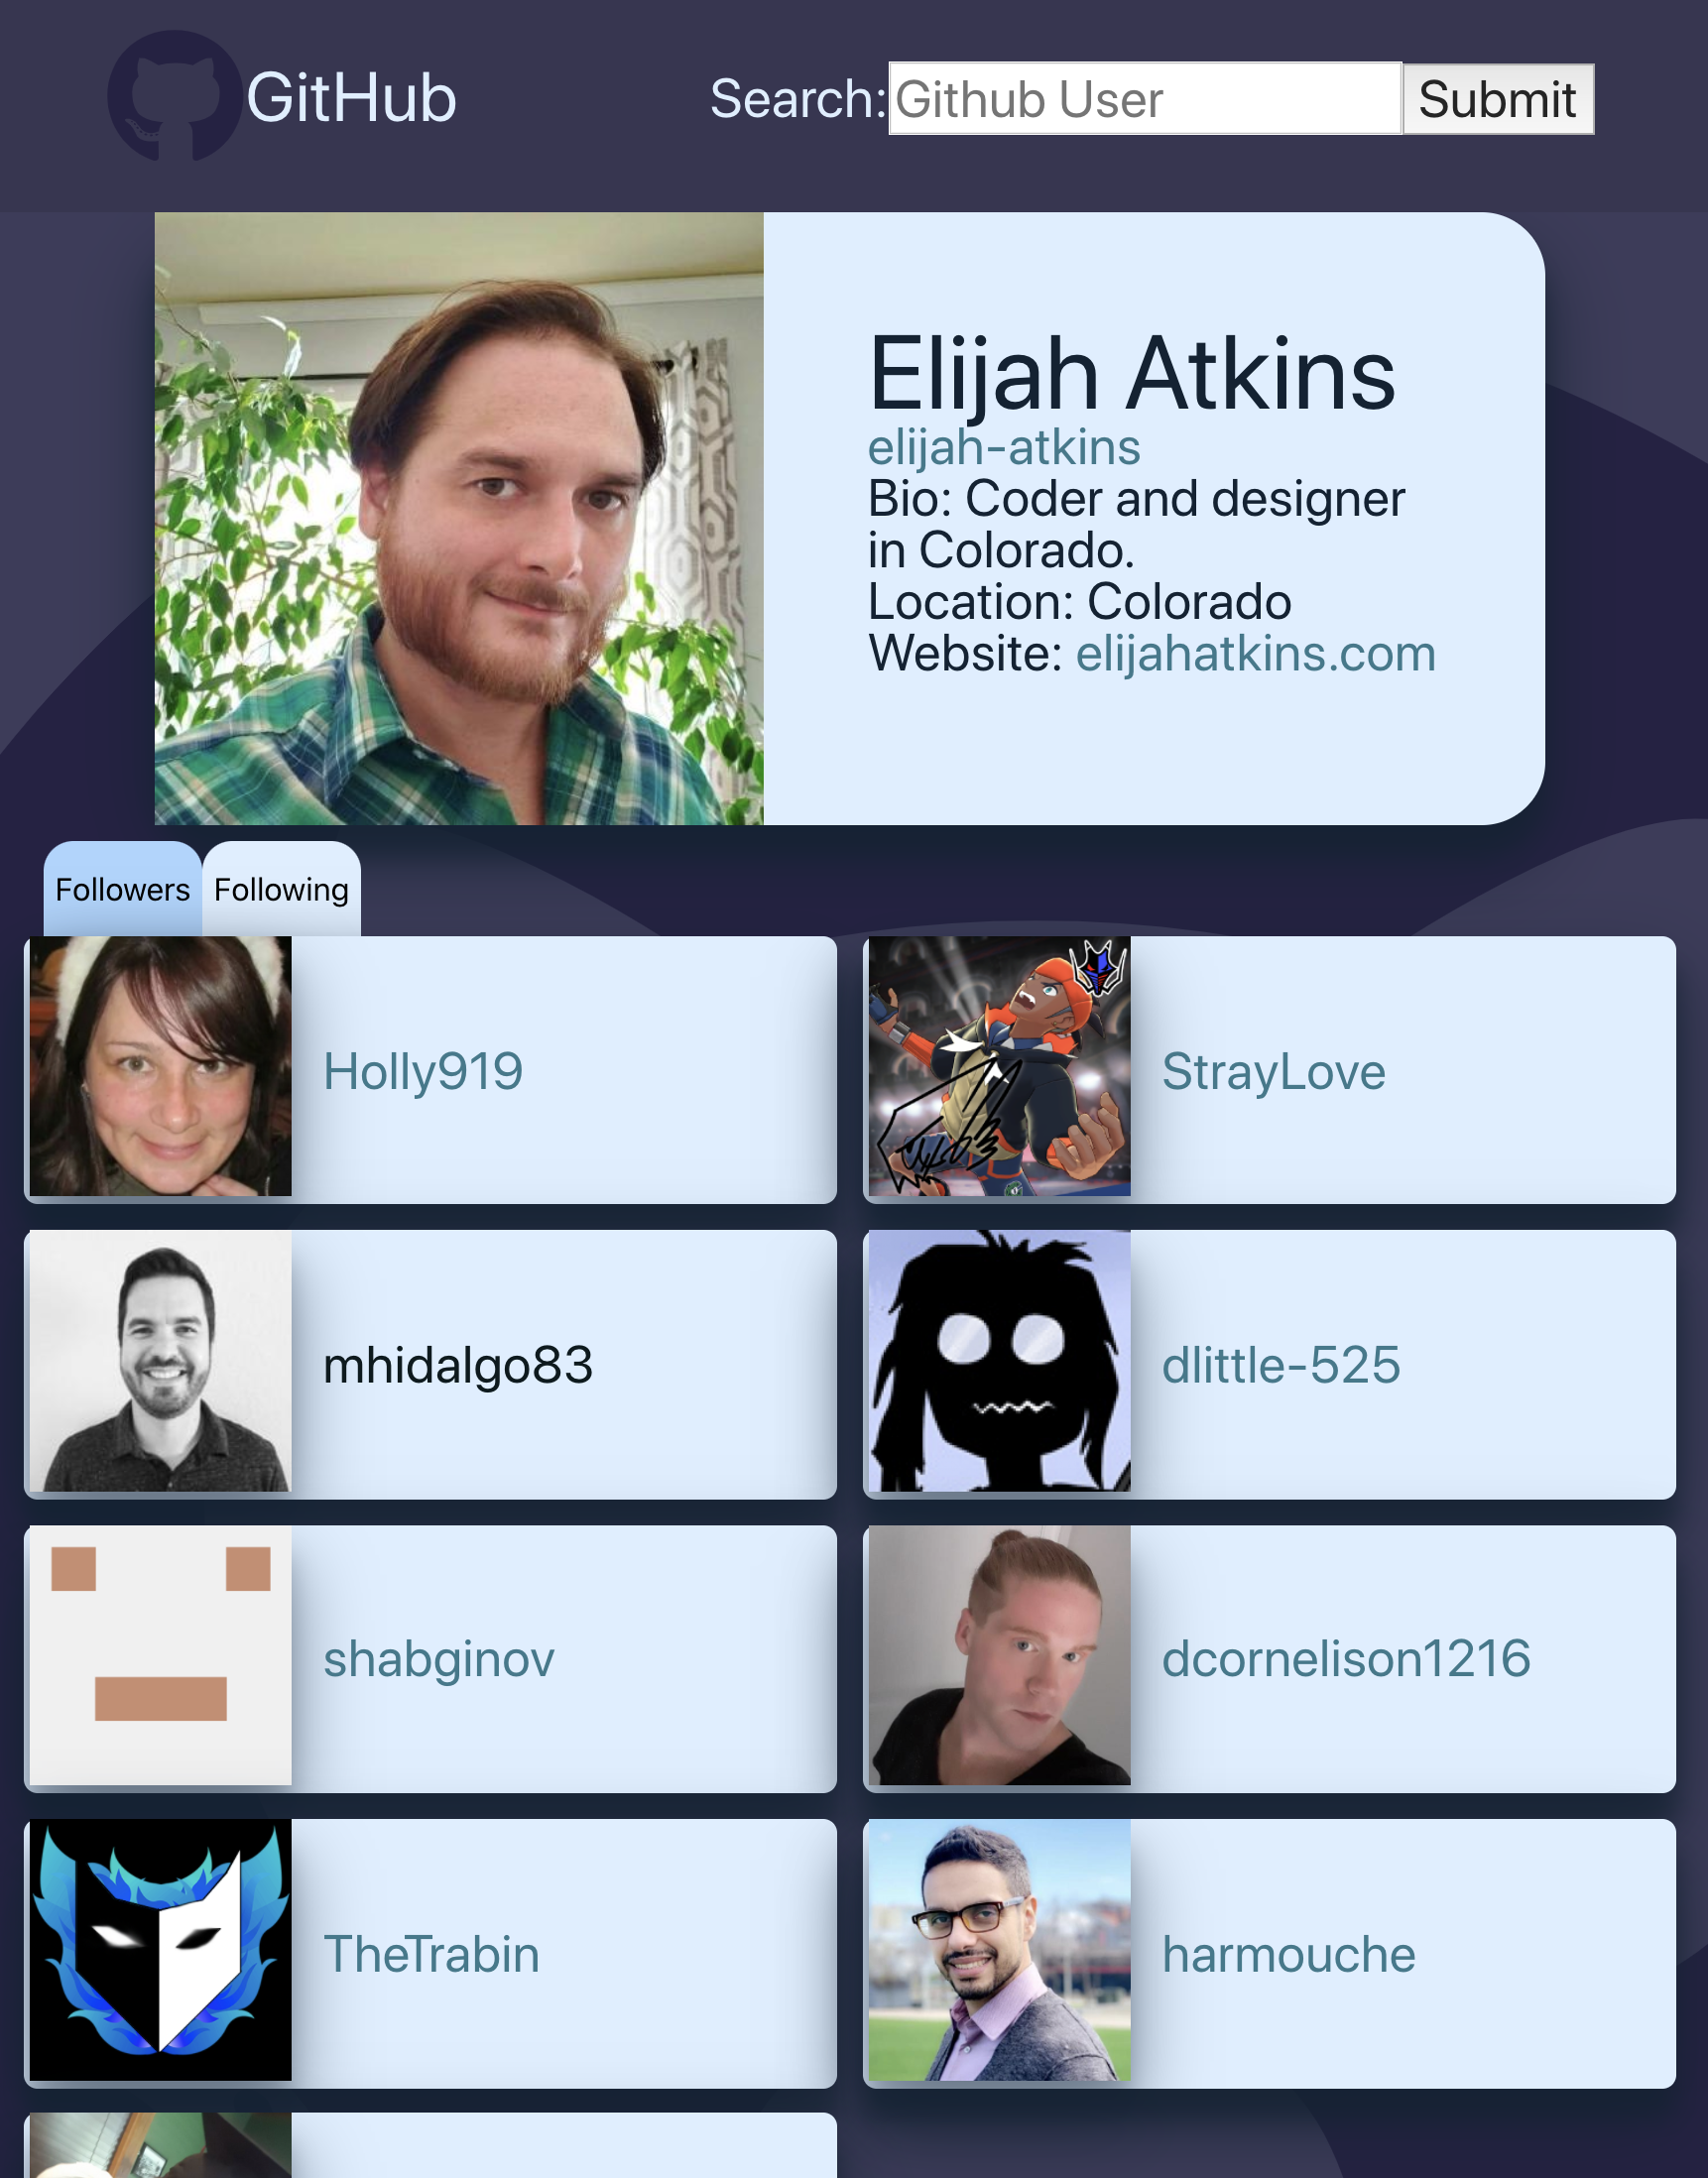 GitHub
Search: Github User Submit
Elijah Atkins
elijah-atkins
Bio: Coder and designer
in Colorado.
Location: Colorado
Website: elijahatkins.com
Followers Following
Holly919
StrayLove
mhidalgo83
dlittle-525
shabginov
dcornelison1216
TheTrabin
harmouche